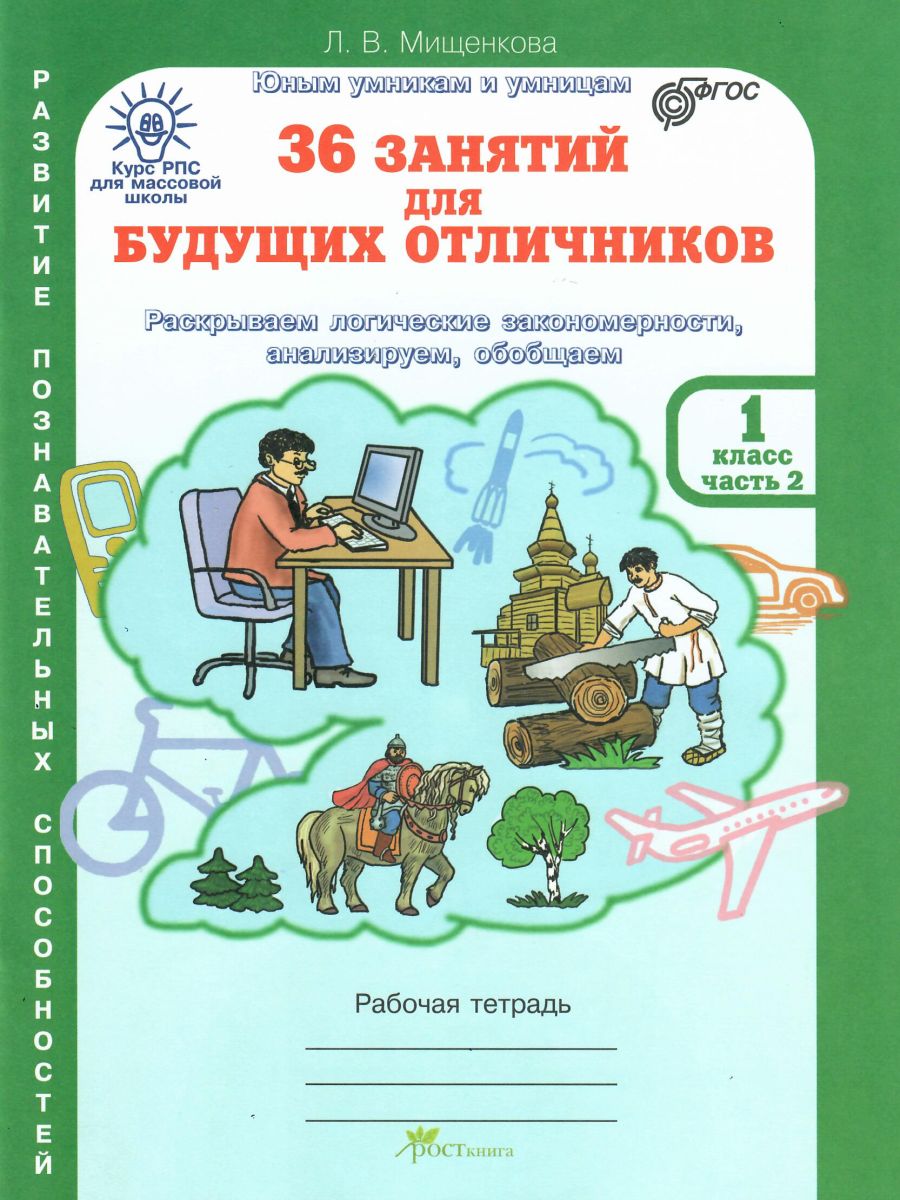 Л. В. Мищенкова
Юным умникам и умницам
ФГОС
Курс РПС
для массовой
школы
36 ЗАНЯТИЙ
для
БУДУЩИХ ОТЛИЧНИКОВ
Раскрываем логические закономерности,
анализируем, обобщаем
1
класс
часть 2
РАЗВИТИЕ ПОЗНАВАТЕЛЬНЫХ СПОСОБНОСТЕЙ
Рабочая тетрадь
РОСТкнига